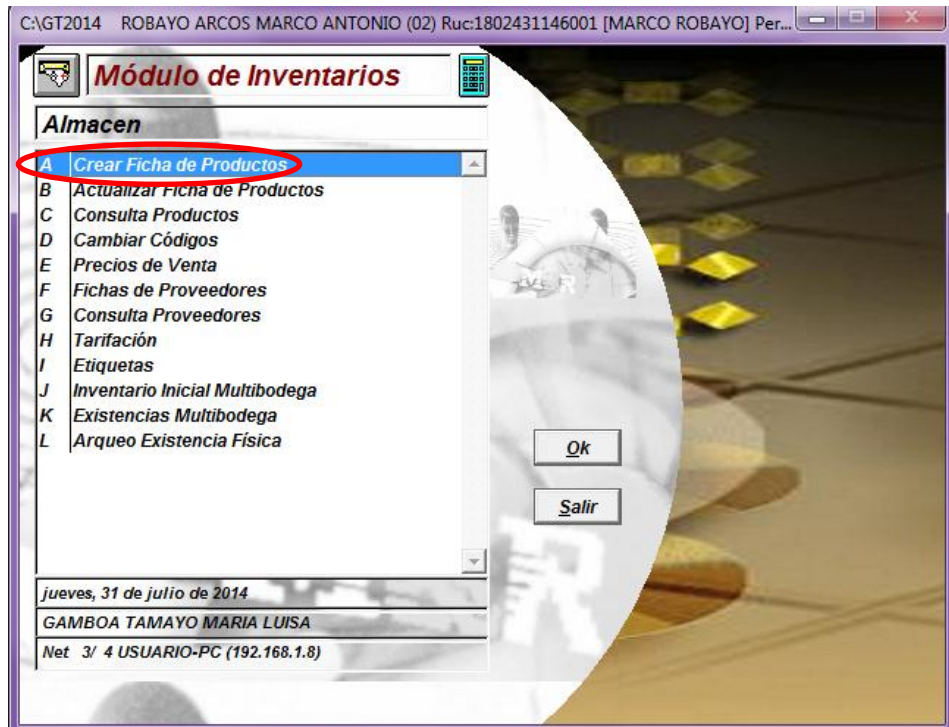 C:\GT2014 ROBAYO ARCOS MARCO ANTONIO (02) Ruc:1802431146001 [MARCO ROBAYO] Per...
Módulo de Inventarios
Almacen
A Crear Ficha de Productos
B Actualizar Ficha de Productos
C Consulta Productos
D Cambiar Códigos
E Precios de Venta
F Fichas de Proveedores
G Consulta Proveedores
H Tarifación
I Etiquetas
J Inventario Inicial Multibodega
K Existencias Multibodega
L Arqueo Existencia Física
Ok
Salir
jueves, 31 de julio de 2014
GAMBOA TAMAYO MARIA LUISA
Net 3/ 4 USUARIO-PC (192.168.1.8)